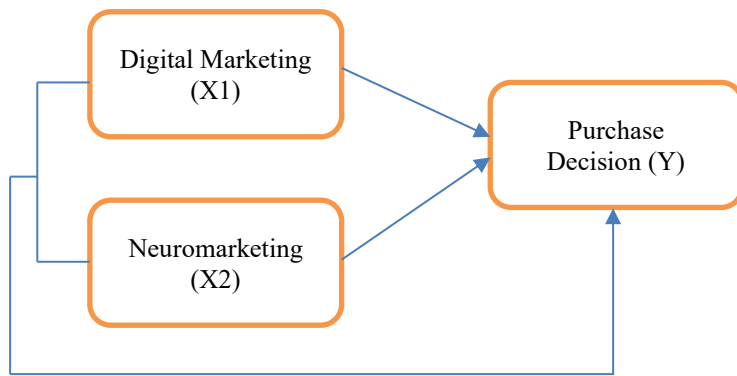 Digital Marketing
(X1)
Purchase
Decision (Y)
Neuromarketing
(X2)